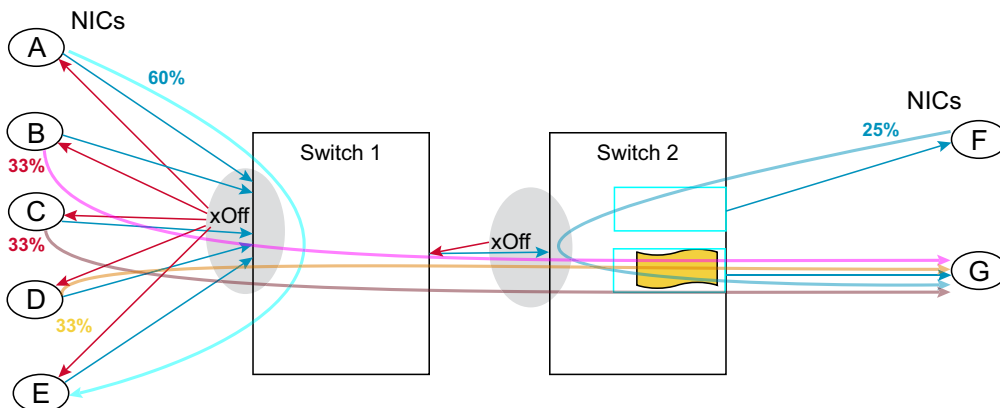 NICs
A
60%
B
33%
C
33%
D
33%
E
xOff
Switch 1
xOff
Switch 2
25%
NICs
F
G